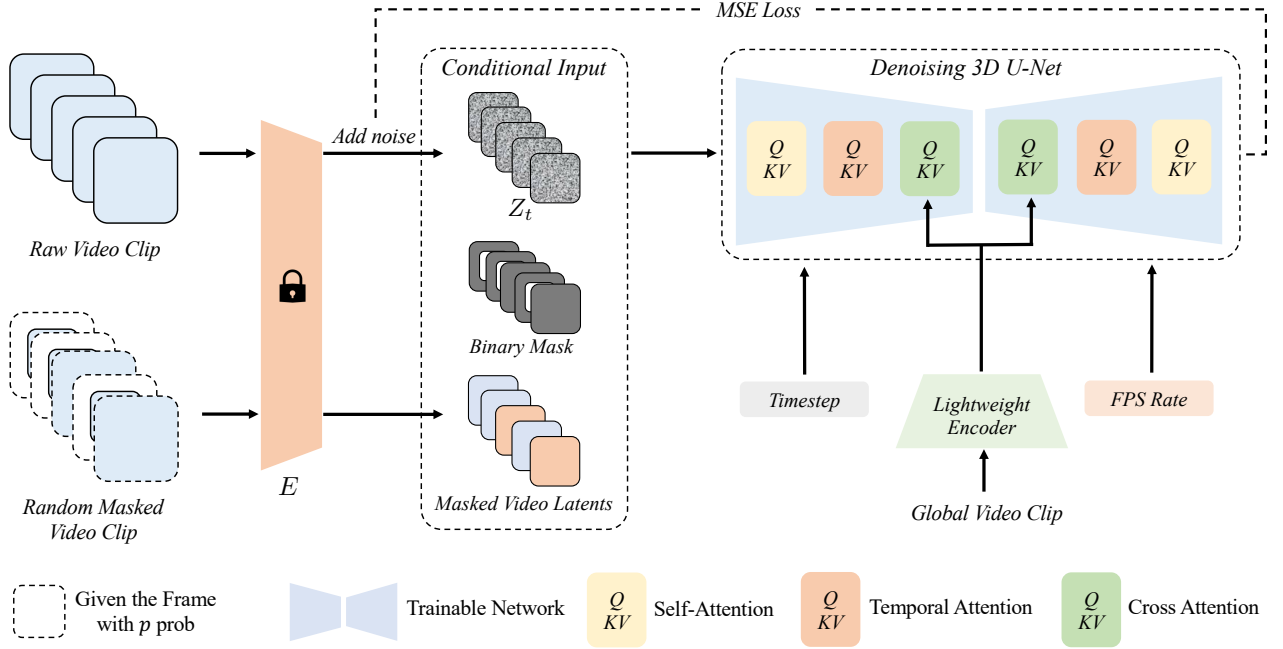 MSE Loss
Conditional Input
Denoising 3D U-Net
Add noise
Q
KV
Q
KV
Q
KV
Q
KV
Q
KV
Q
KV
Z_t
Raw Video Clip
Binary Mask
Timestep
Lightweight
Encoder
FPS Rate
E
Masked Video Latents
Random Masked
Video Clip
Global Video Clip
Given the Frame
with p prob
Trainable Network
Q
KV
Self-Attention
Q
KV
Temporal Attention
Q
KV
Cross Attention